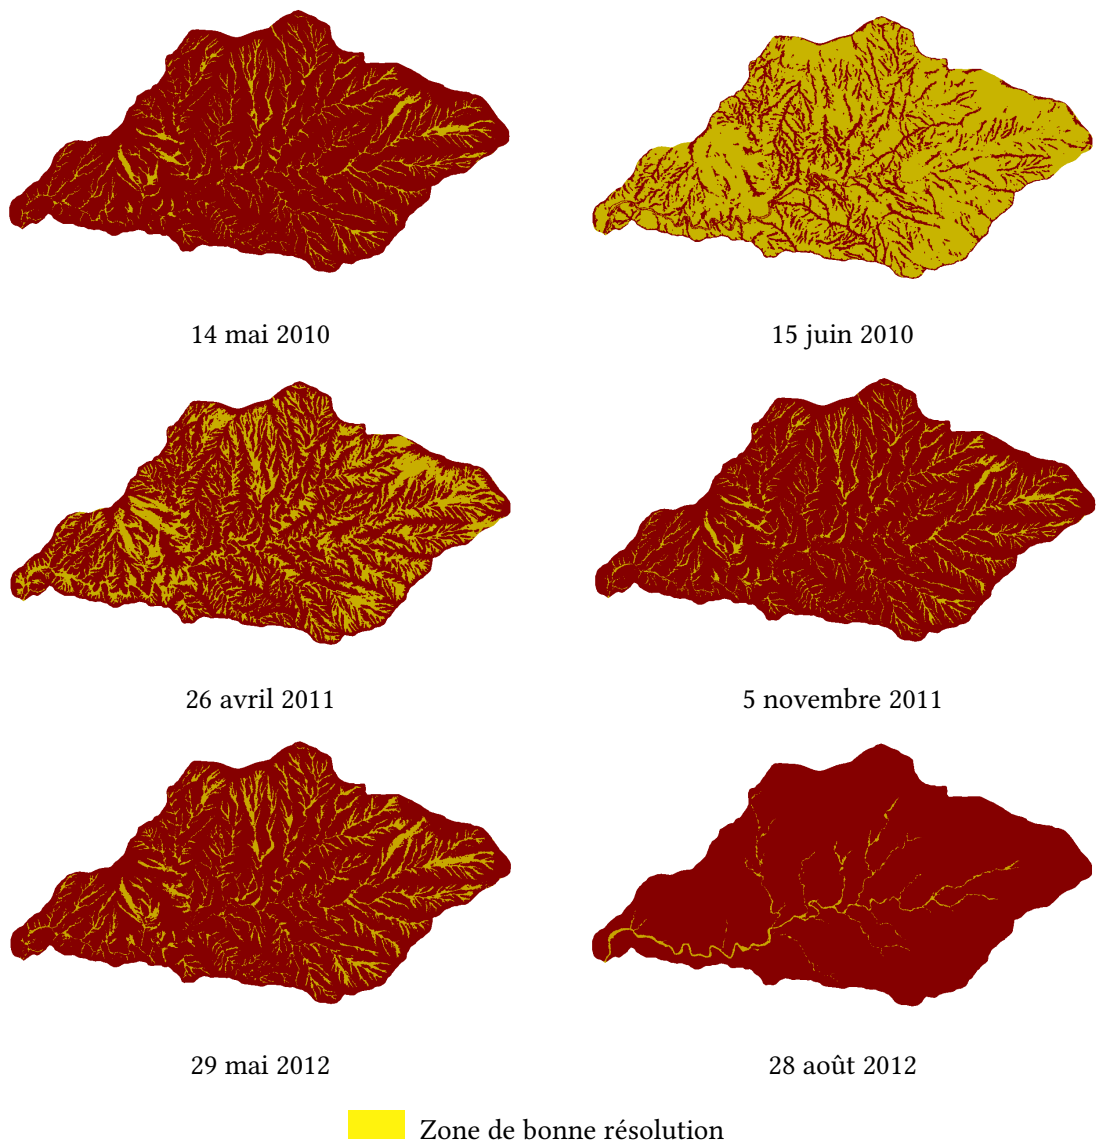 14 mai 2010
15 juin 2010
26 avril 2011
5 novembre 2011
29 mai 2012
28 août 2012
Zone de bonne résolution